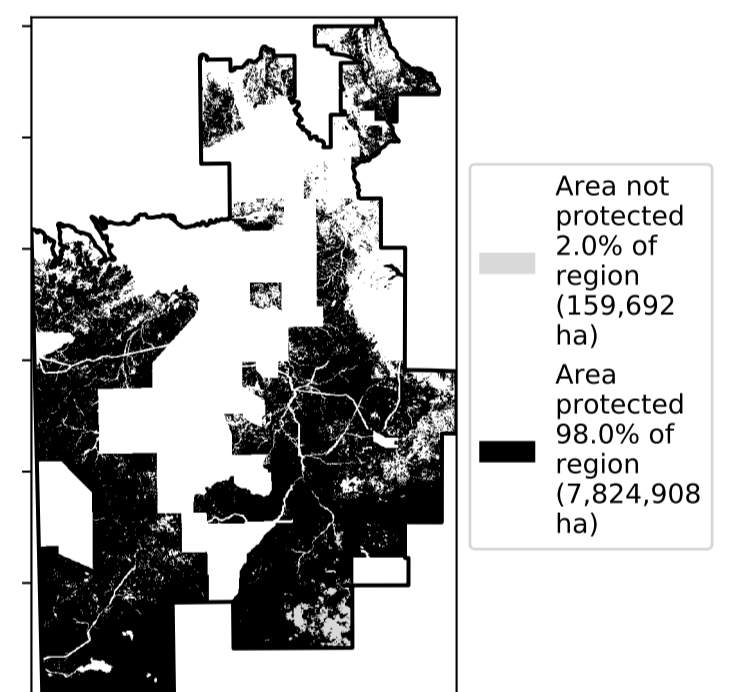 Area not
protected
2.0% of
region
(159,692
ha)
Area
protected
98.0% of
region
(7,824,908
ha)